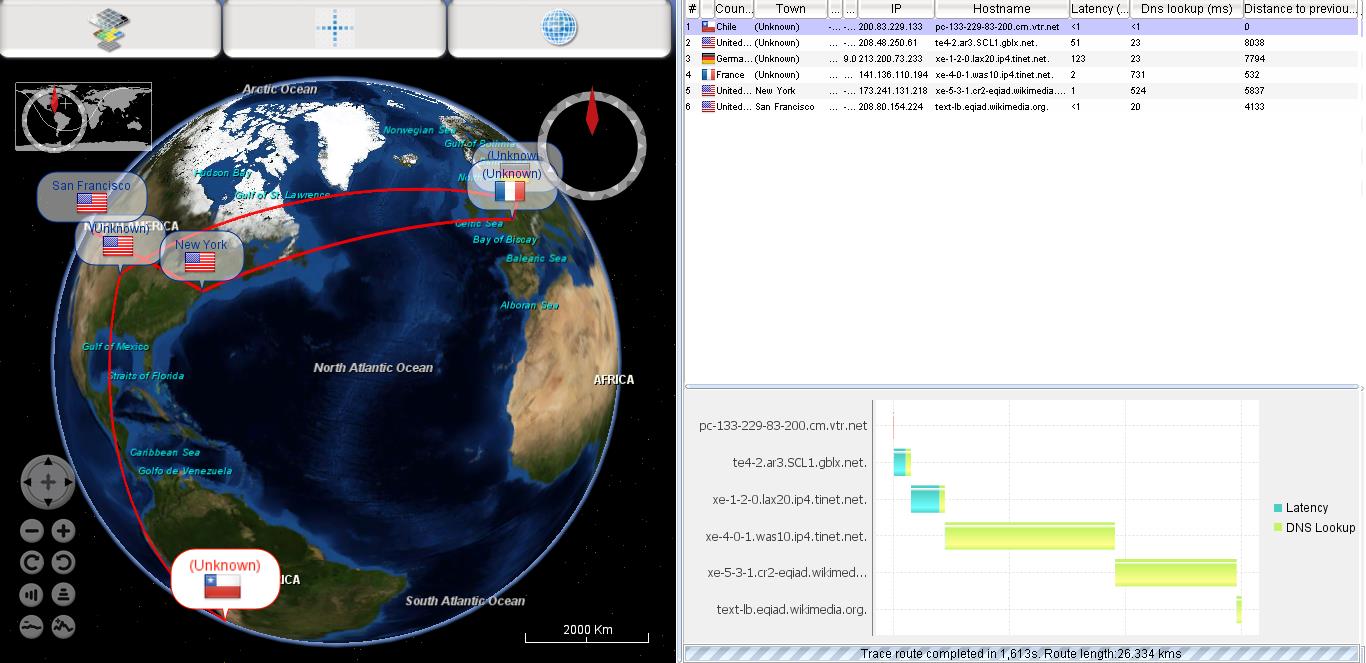 Arctic Ocean
Norwegian Sea
Gulf of Bothnia
(Unknown)
(Unknown)
Hudson Bay
Gulf of St. Lawrence
San Francisco
NORTH AMERICA
(Unknown)
New York
Celtic Sea
Bay of Biscay
Balearic Sea
Alboran Sea
Gulf of Mexico
North Atlantic Ocean
Straits of Florida
AFRICA
Caribbean Sea
Golfo de Venezuela
(Unknown)
ICA
South Atlantic Ocean
2000 Km
# Coun... Town ... ... IP Hostname Latency (... Dns lookup (ms) Distance to previou...
1 Chile (Unknown) ... -... 200.83.229.133 pc-133-229-83-200.cm.vtr.net <1 <1 0
2 United... (Unknown) ... -... 208.48.250.61 te4-2.ar3.SCL1.gblx.net. 51 23 8038
3 Germa... (Unknown) ... 9.0 213.200.73.233 xe-1-2-0.lax20.ip4.tinet.net. 123 23 7794
4 France (Unknown) ... -... 141.136.110.194 xe-4-0-1.was10.ip4.tinet.net. 2 731 532
5 United... New York ... -... 173.241.131.218 xe-5-3-1.cr2-eqiad.wikimedia.... 1 524 5837
6 United... San Francisco ... -... 208.80.154.224 text-lb.eqiad.wikimedia.org. <1 20 4133
pc-133-229-83-200.cm.vtr.net
te4-2.ar3.SCL1.gblx.net.
xe-1-2-0.lax20.ip4.tinet.net.
xe-4-0-1.was10.ip4.tinet.net.
xe-5-3-1.cr2-eqiad.wikimed...
text-lb.eqiad.wikimedia.org.
Latency
DNS Lookup
Trace route completed in 1,613s. Route length:26.334 kms